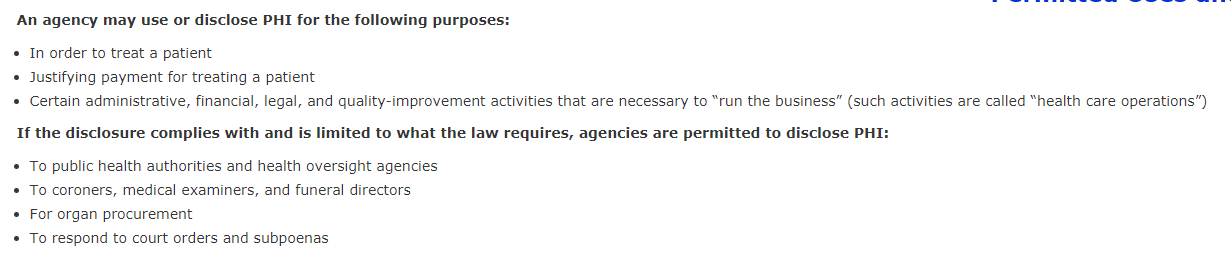 An agency may use or disclose PHI for the following purposes:
• In order to treat a patient
• Justifying payment for treating a patient
• Certain administrative, financial, legal, and quality-improvement activities that are necessary to “run the business” (such activities are called “health care operations”)
If the disclosure complies with and is limited to what the law requires, agencies are permitted to disclose PHI:
• To public health authorities and health oversight agencies
• To coroners, medical examiners, and funeral directors
• For organ procurement
• To respond to court orders and subpoenas